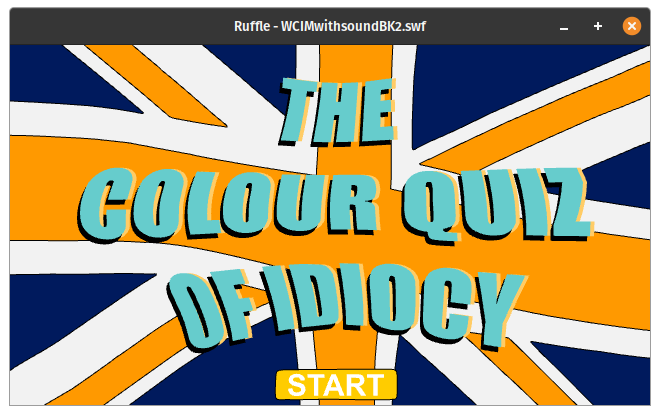 Ruffle - WCIMwithsoundBK2.swf
THE
COLOUR QUIZ
OF IDIOCY
START